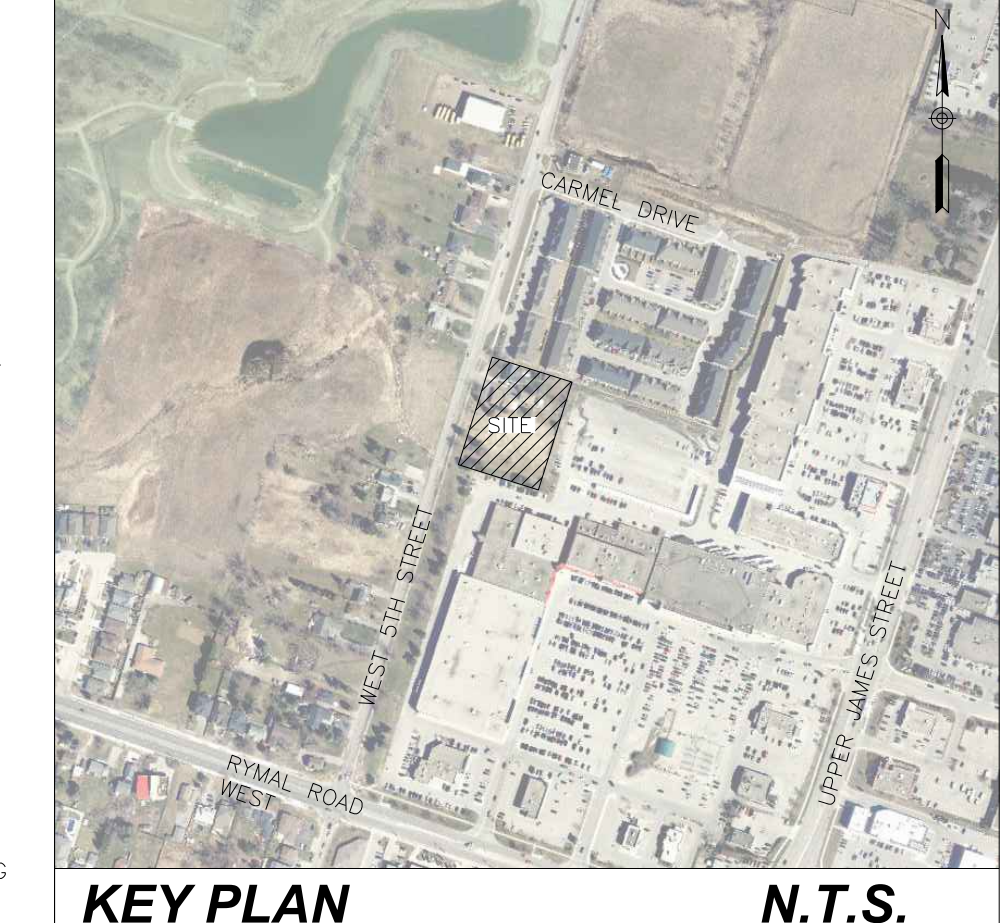 N
CARMEL DRIVE
SITE
WEST 5TH STREET
UPPER JAMES STREET
RYMAL ROAD
WEST
G
KEY PLAN
N.T.S.